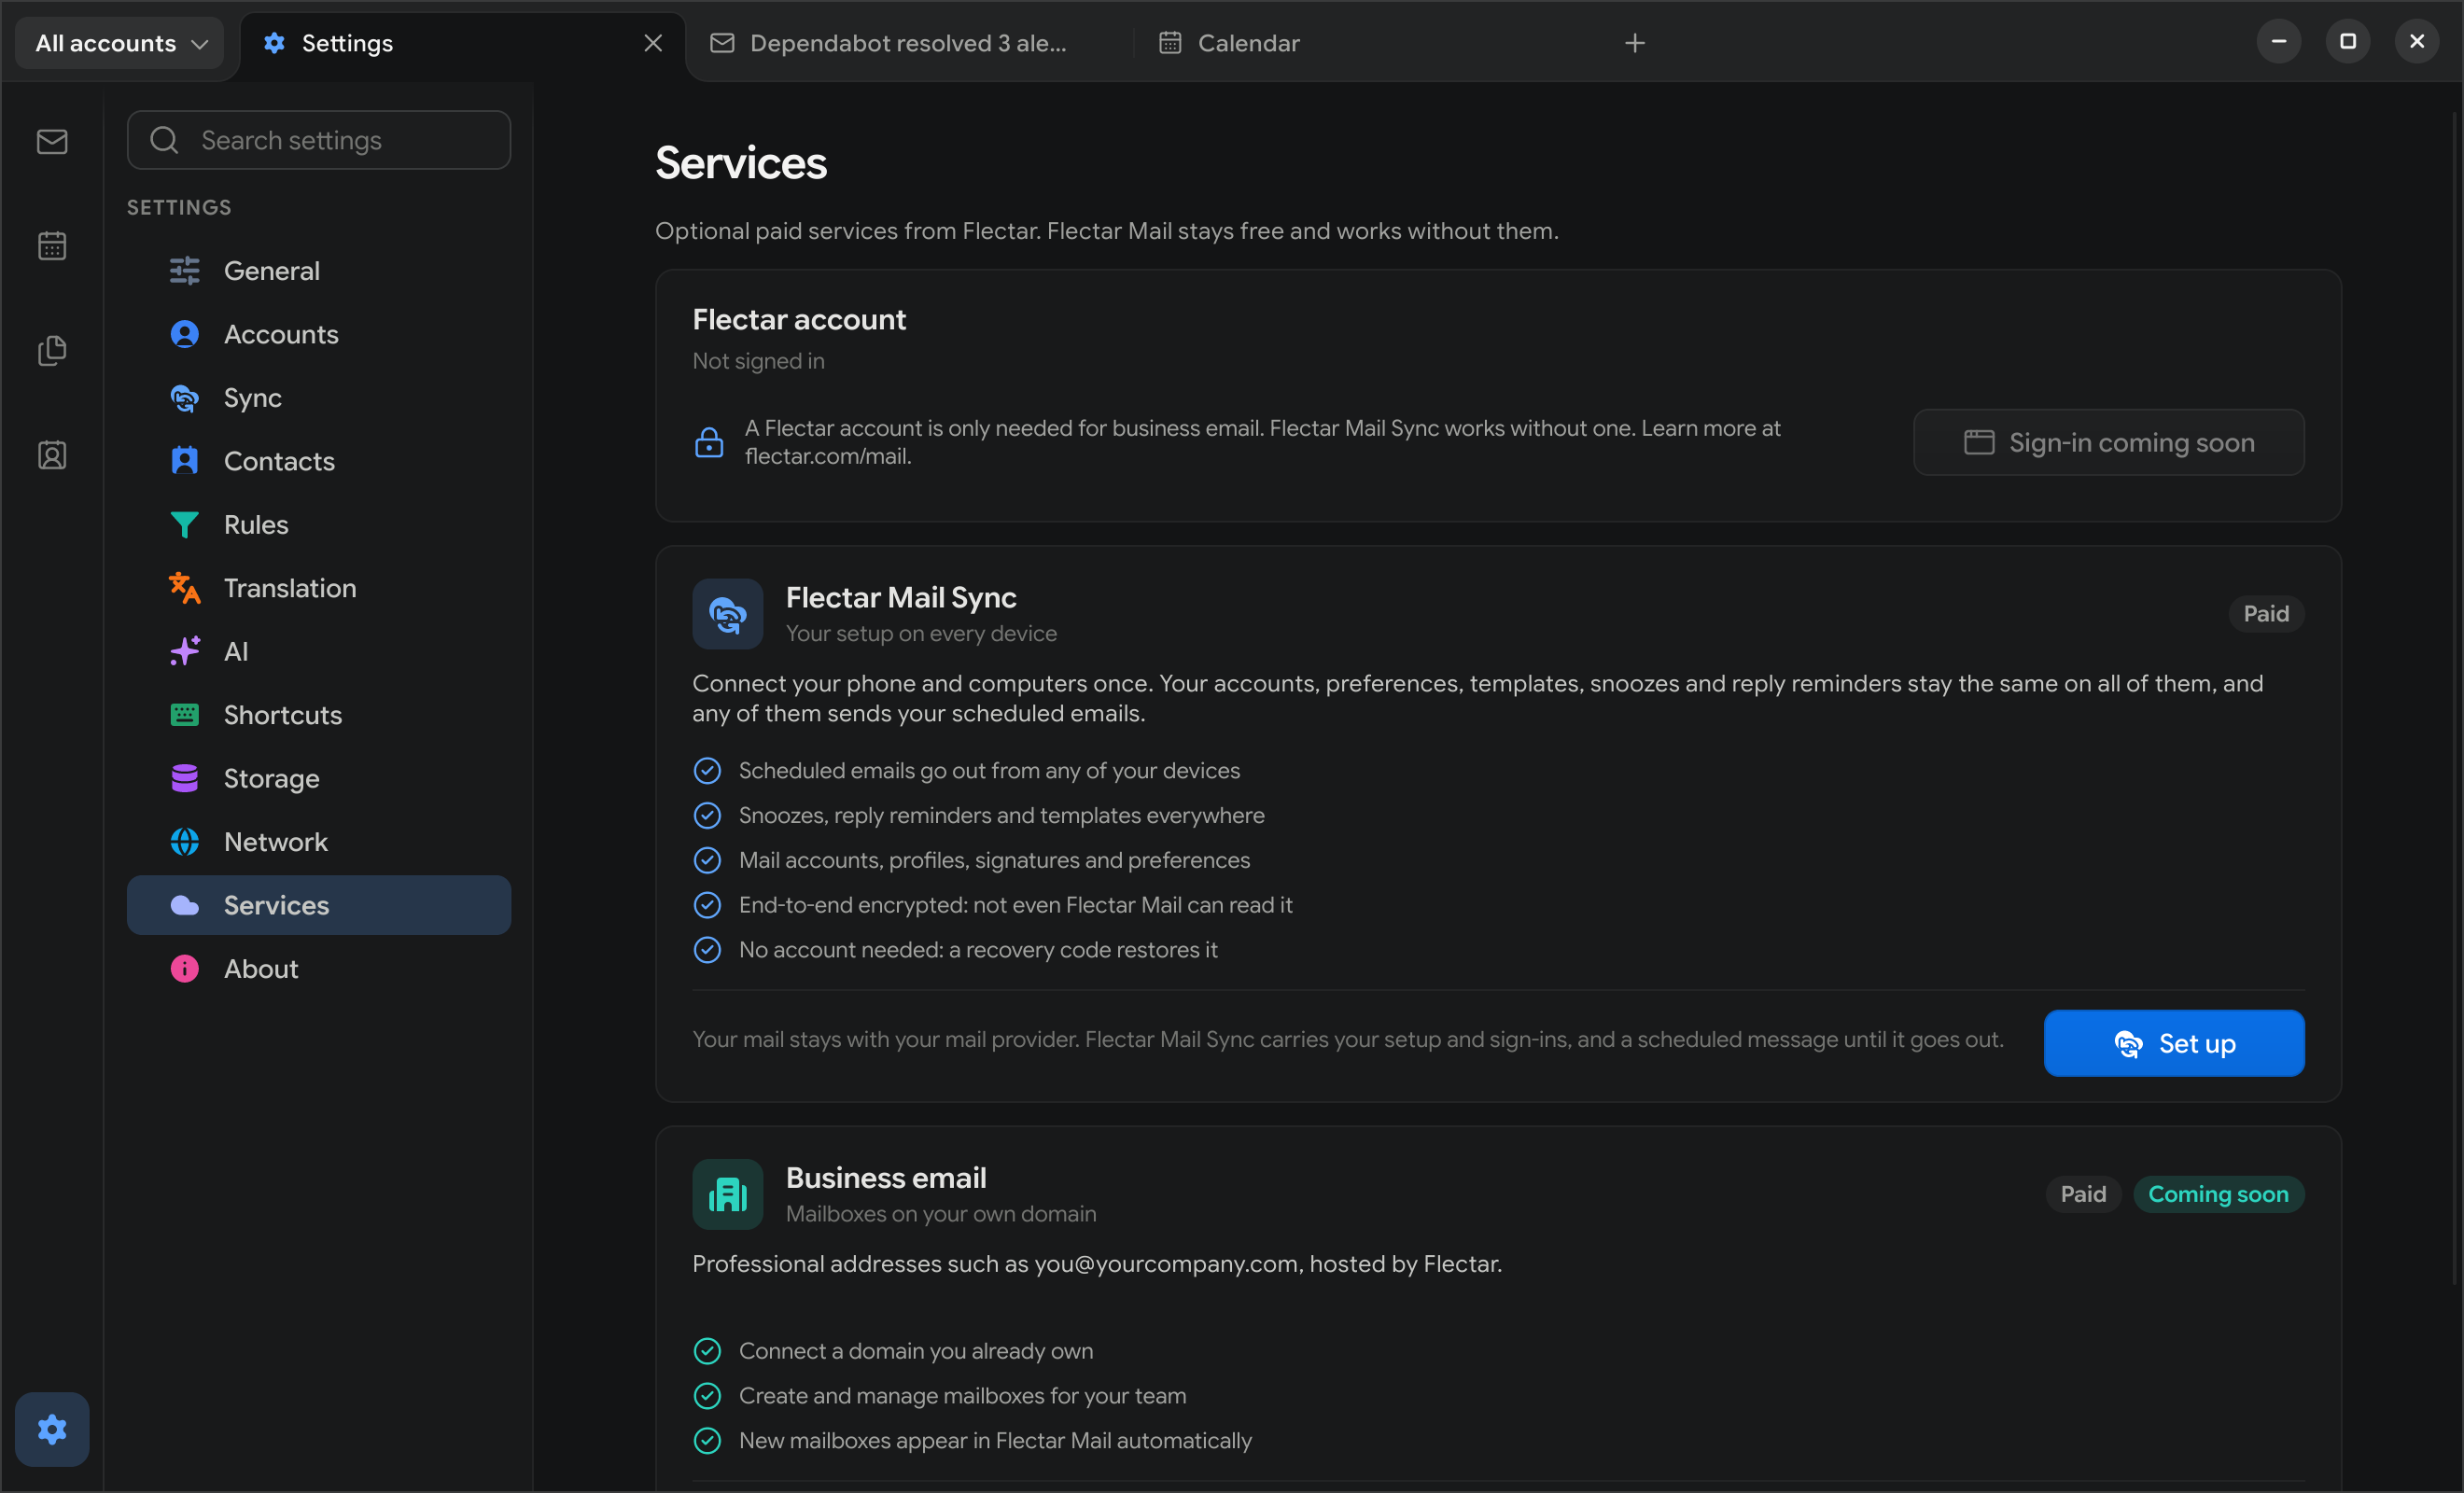 All accounts
Settings
Dependabot resolved 3 ale...
Calendar
Search settings
SETTINGS
General
Accounts
Sync
Contacts
Rules
Translation
AI
Shortcuts
Storage
Network
Services
About
Services
Optional paid services from Flectar. Flectar Mail stays free and works without them.
Flectar account
Not signed in
A Flectar account is only needed for business email. Flectar Mail Sync works without one. Learn more at
flectar.com/mail.
Sign-in coming soon
Flectar Mail Sync
Your setup on every device
Paid
Connect your phone and computers once. Your accounts, preferences, templates, snoozes and reply reminders stay the same on all of them, and
any of them sends your scheduled emails.
Scheduled emails go out from any of your devices
Snoozes, reply reminders and templates everywhere
Mail accounts, profiles, signatures and preferences
End-to-end encrypted: not even Flectar Mail can read it
No account needed: a recovery code restores it
Your mail stays with your mail provider. Flectar Mail Sync carries your setup and sign-ins, and a scheduled message until it goes out.
Set up
Business email
Mailboxes on your own domain
Paid
Coming soon
Professional addresses such as you@yourcompany.com, hosted by Flectar.
Connect a domain you already own
Create and manage mailboxes for your team
New mailboxes appear in Flectar Mail automatically